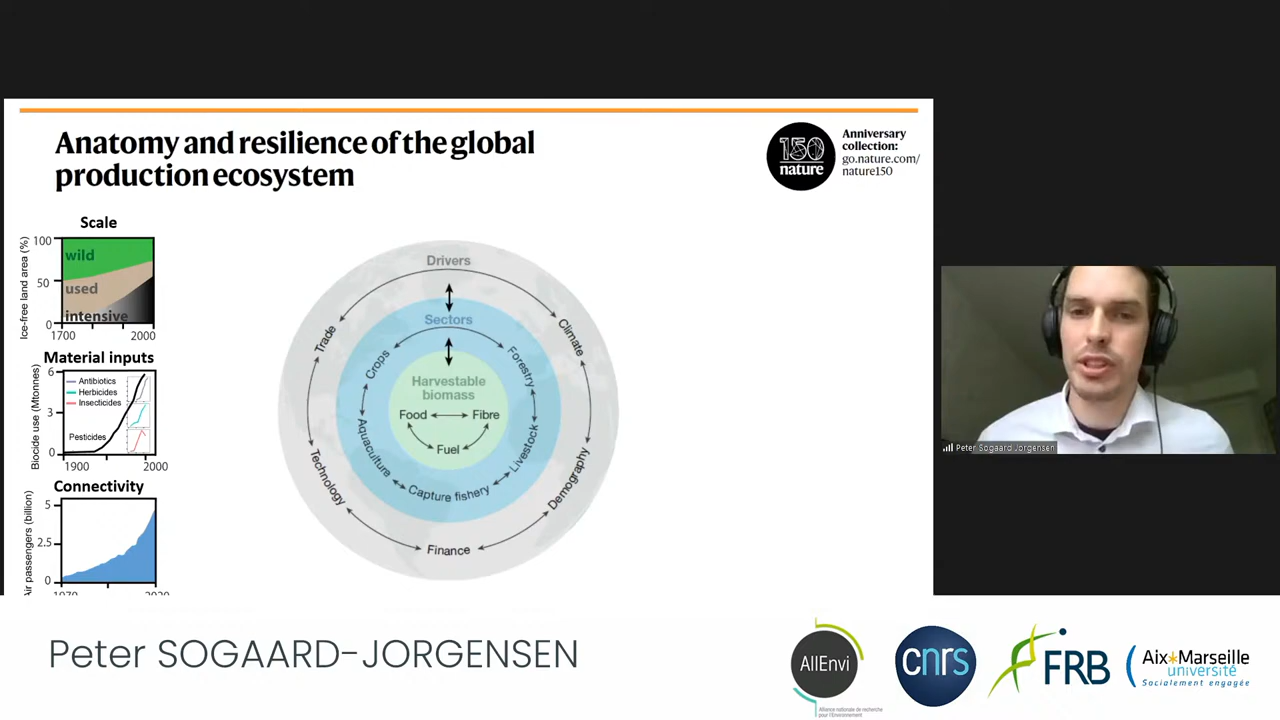 Anatomy and resilience of the global
production ecosystem
150
nature
Anniversary
collection:
go.nature.com/
nature150
Scale
Ice-free land area (%)
100
50
0
wild
used
intensive
1700
2000
Material inputs
Biocide use (Mtonnes)
6
3
0
Antibiotics
Herbicides
Insecticides
Pesticides
1900
2000
Connectivity
Air passengers (billion)
5
2.5
0
1970
2020
Drivers
Trade
Climate
Technology
Demography
Finance
Sectors
Crops
Forestry
Aquaculture
Livestock
Capture fishery
Harvestable
biomass
Food
Fibre
Fuel
Peter Sogaard Jorgensen
Peter SOGAARD-JORGENSEN
AllEnvi
Alliance nationale de recherche
pour l'Environnement
cnrs
FRB
Aix*Marseille
université
Socialement engagée